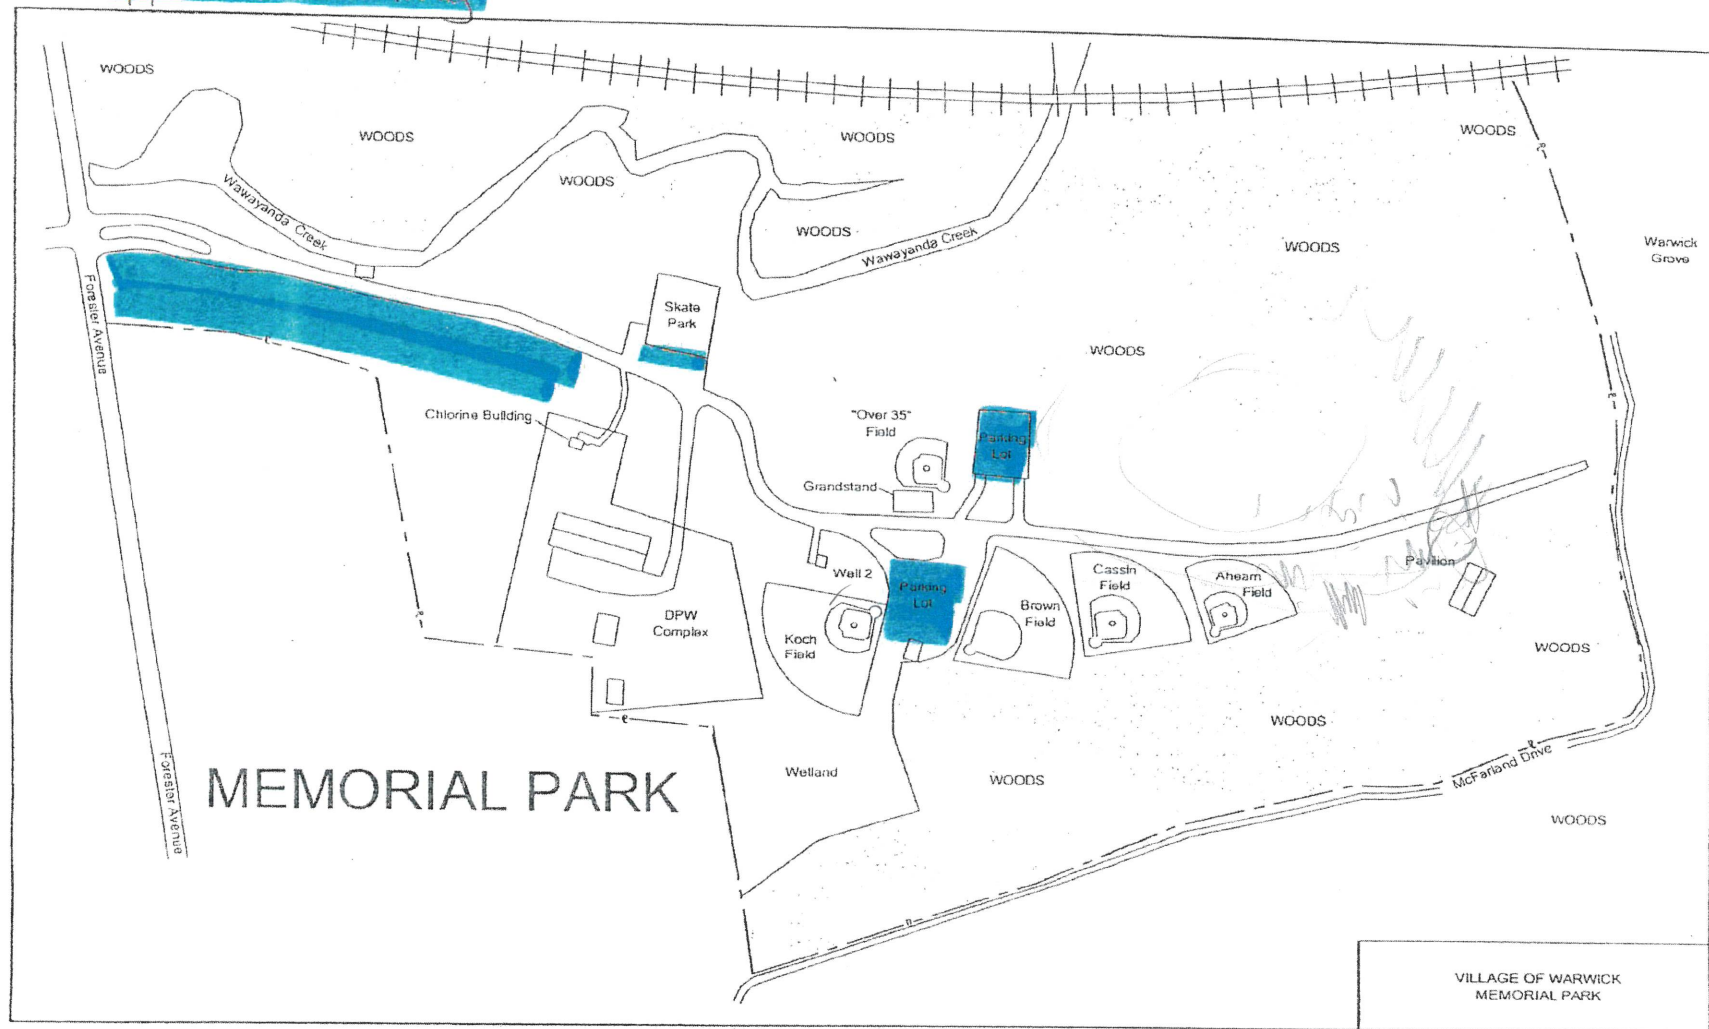 WOODS
WOODS
WOODS
WOODS
WOODS
WOODS
Wawayanda Creek
Wawayanda Creek
WOODS
Warwick
Grove
Forester Avenue
Skate
Park
WOODS
Chlorine Building
"Over 35"
Field
Parking
Lot
Grandstand
Well 2
Parking
Lot
Cassin
Field
Ahearn
Field
Pavilion
Brown
Field
DPW
Complex
Koch
Field
WOODS
WOODS
MEMORIAL PARK
Wetland
WOODS
McFarland Drive
Forester Avenue
WOODS
VILLAGE OF WARWICK
MEMORIAL PARK